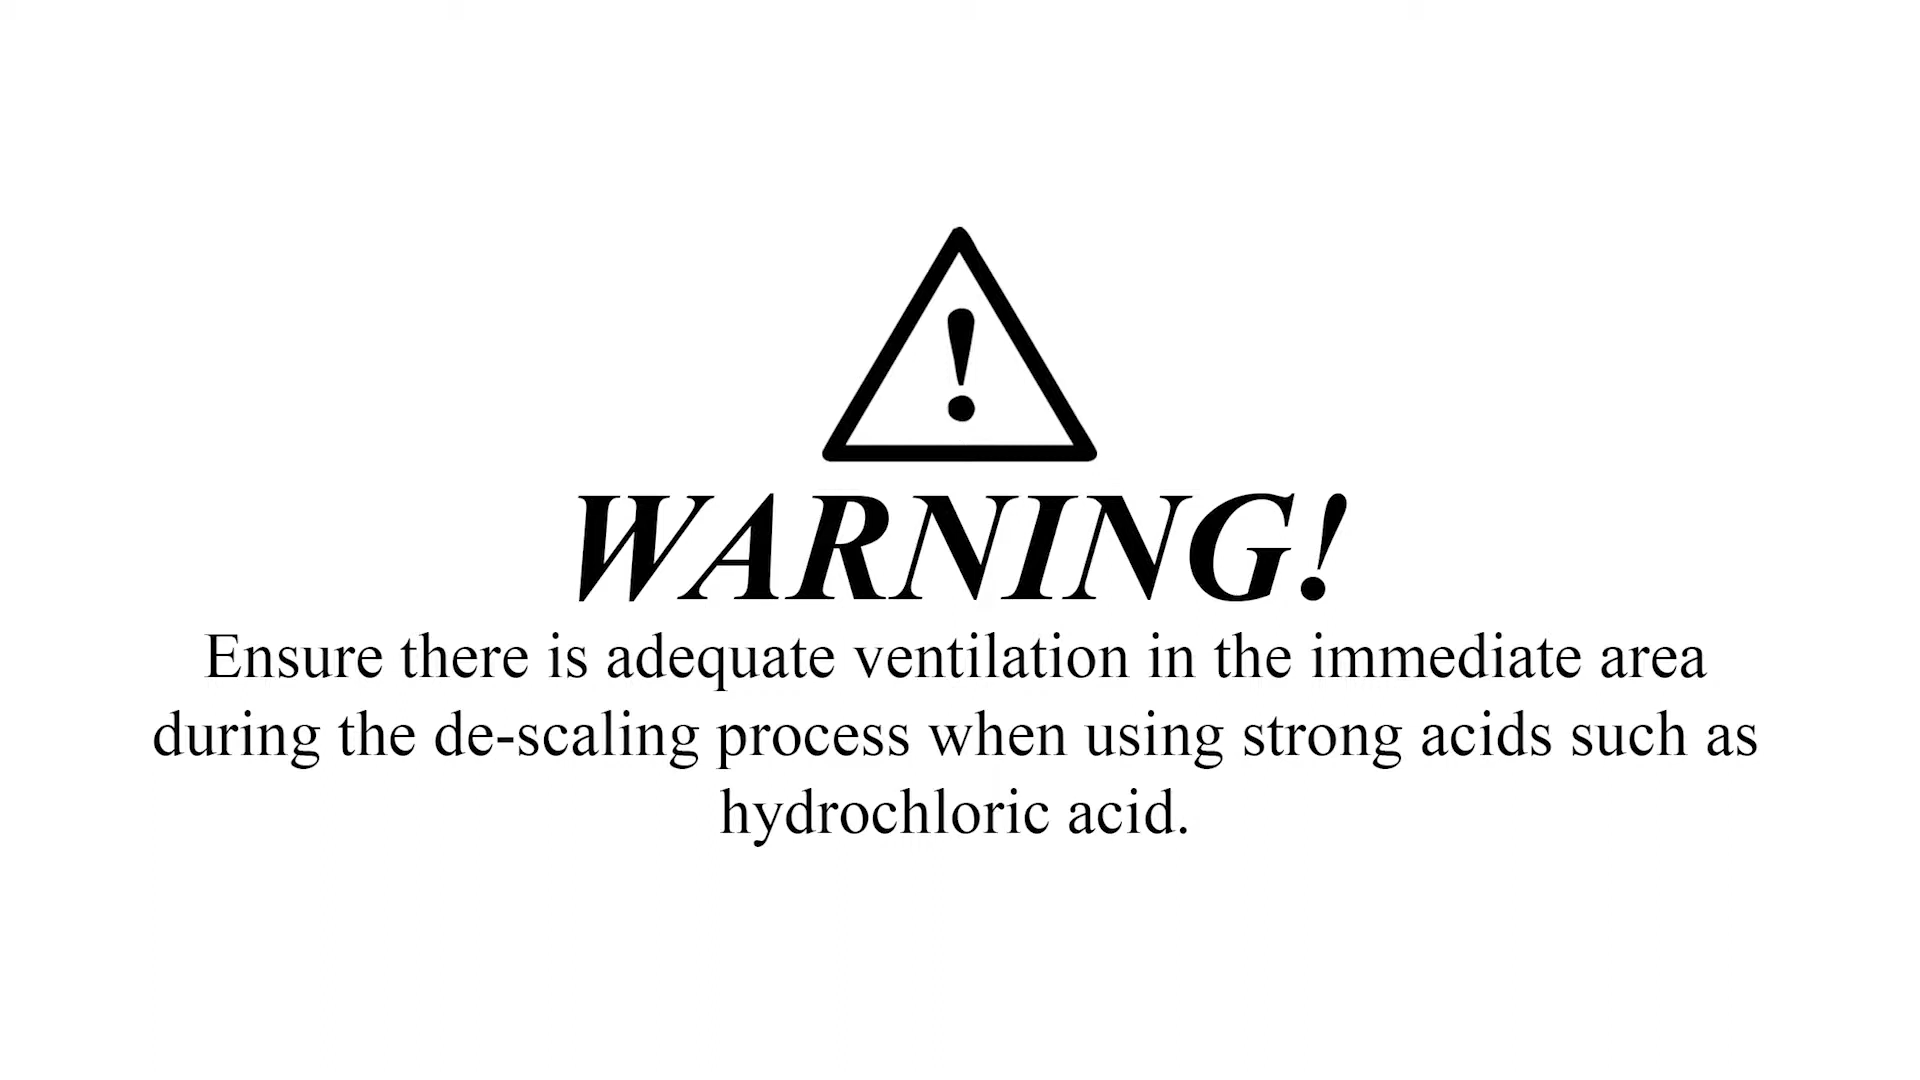 WARNING!
Ensure there is adequate ventilation in the immediate area
during the de-scaling process when using strong acids such as
hydrochloric acid.